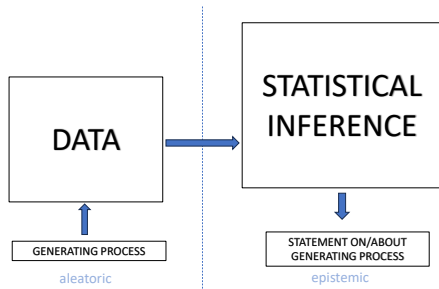 DATA
GENERATING PROCESS
aleatoric
STATISTICAL
INFERENCE
STATEMENT ON/ABOUT
GENERATING PROCESS
epistemic